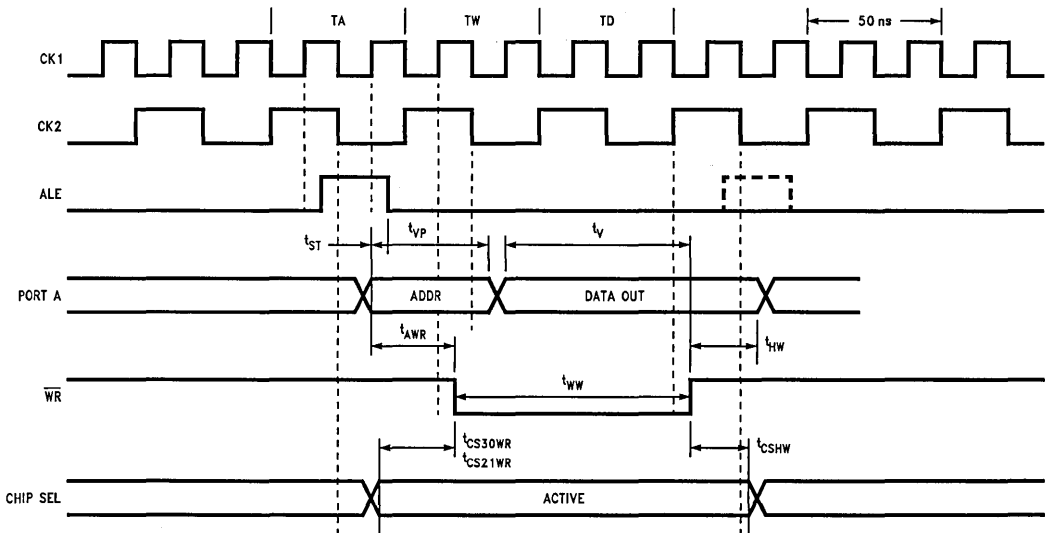 TA TW TD 50 ns
CK1
CK2
ALE
tST tVP tV
PORT A ADDR DATA OUT
tAWR tHW
WR tWW
tCS30WR tCSHW
tCS21WR
CHIP SEL ACTIVE